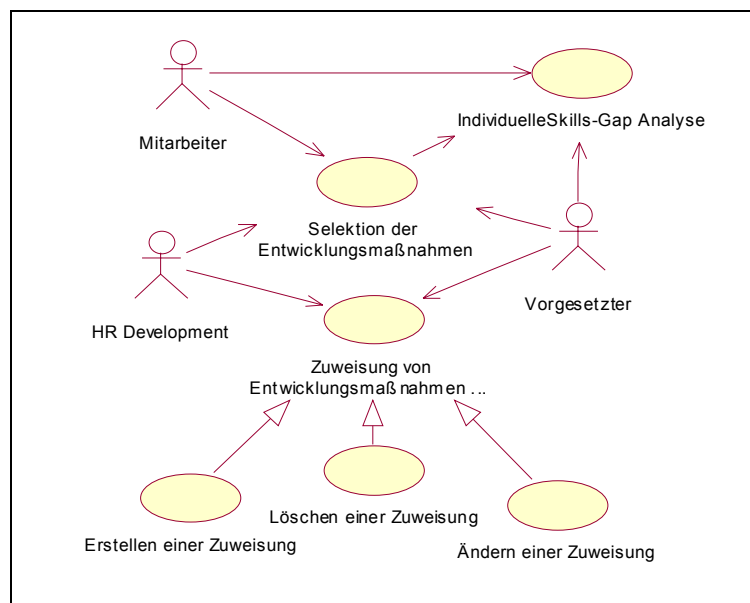 IndividuelleSkills-Gap Analyse
Mitarbeiter
Selektion der
Entwicklungsmaßnahmen
Vorgesetzter
HR Development
Zuweisung von
Entwicklungsmaßnahmen ...
Löschen einer Zuweisung
Erstellen einer Zuweisung
Ändern einer Zuweisung